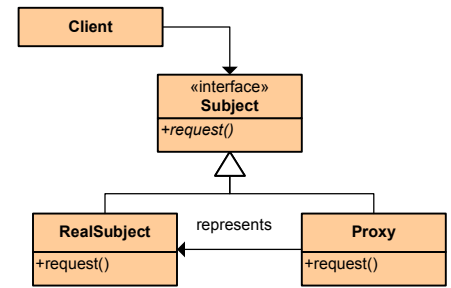 Client
«interface»
Subject
+request()
represents
RealSubject
+request()
Proxy
+request()